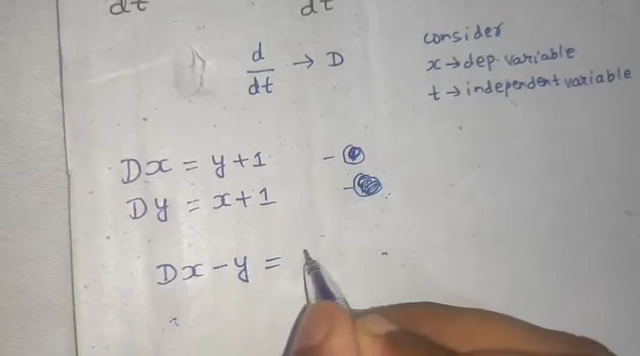 dt dt
d/dt → D
consider
x → dep. variable
t → independent variable
Dx = y + 1
Dy = x + 1
Dx - y =